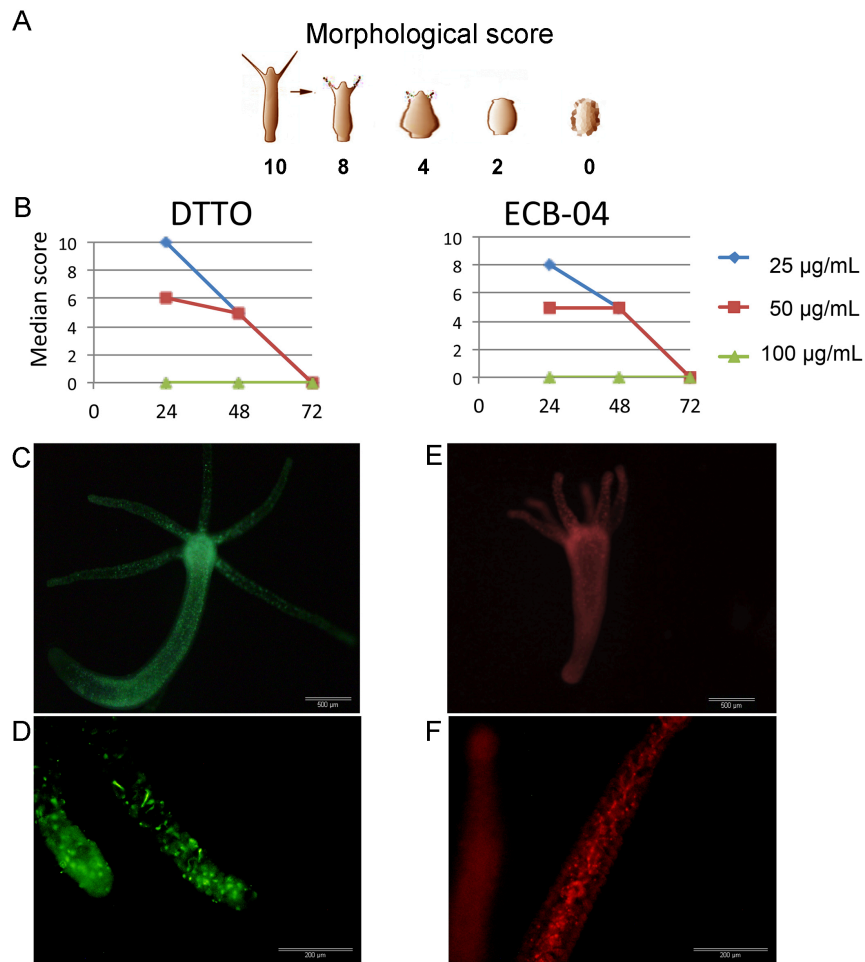 A
Morphological score
10 8 4 2 0
B
DTTO
Median score
10
8
6
4
2
0
0 24 48 72
ECB-04
10
8
6
4
2
0
0 24 48 72
25 µg/mL
50 µg/mL
100 µg/mL
C
500 µm
E
500 µm
D
200 µm
F
200 µm